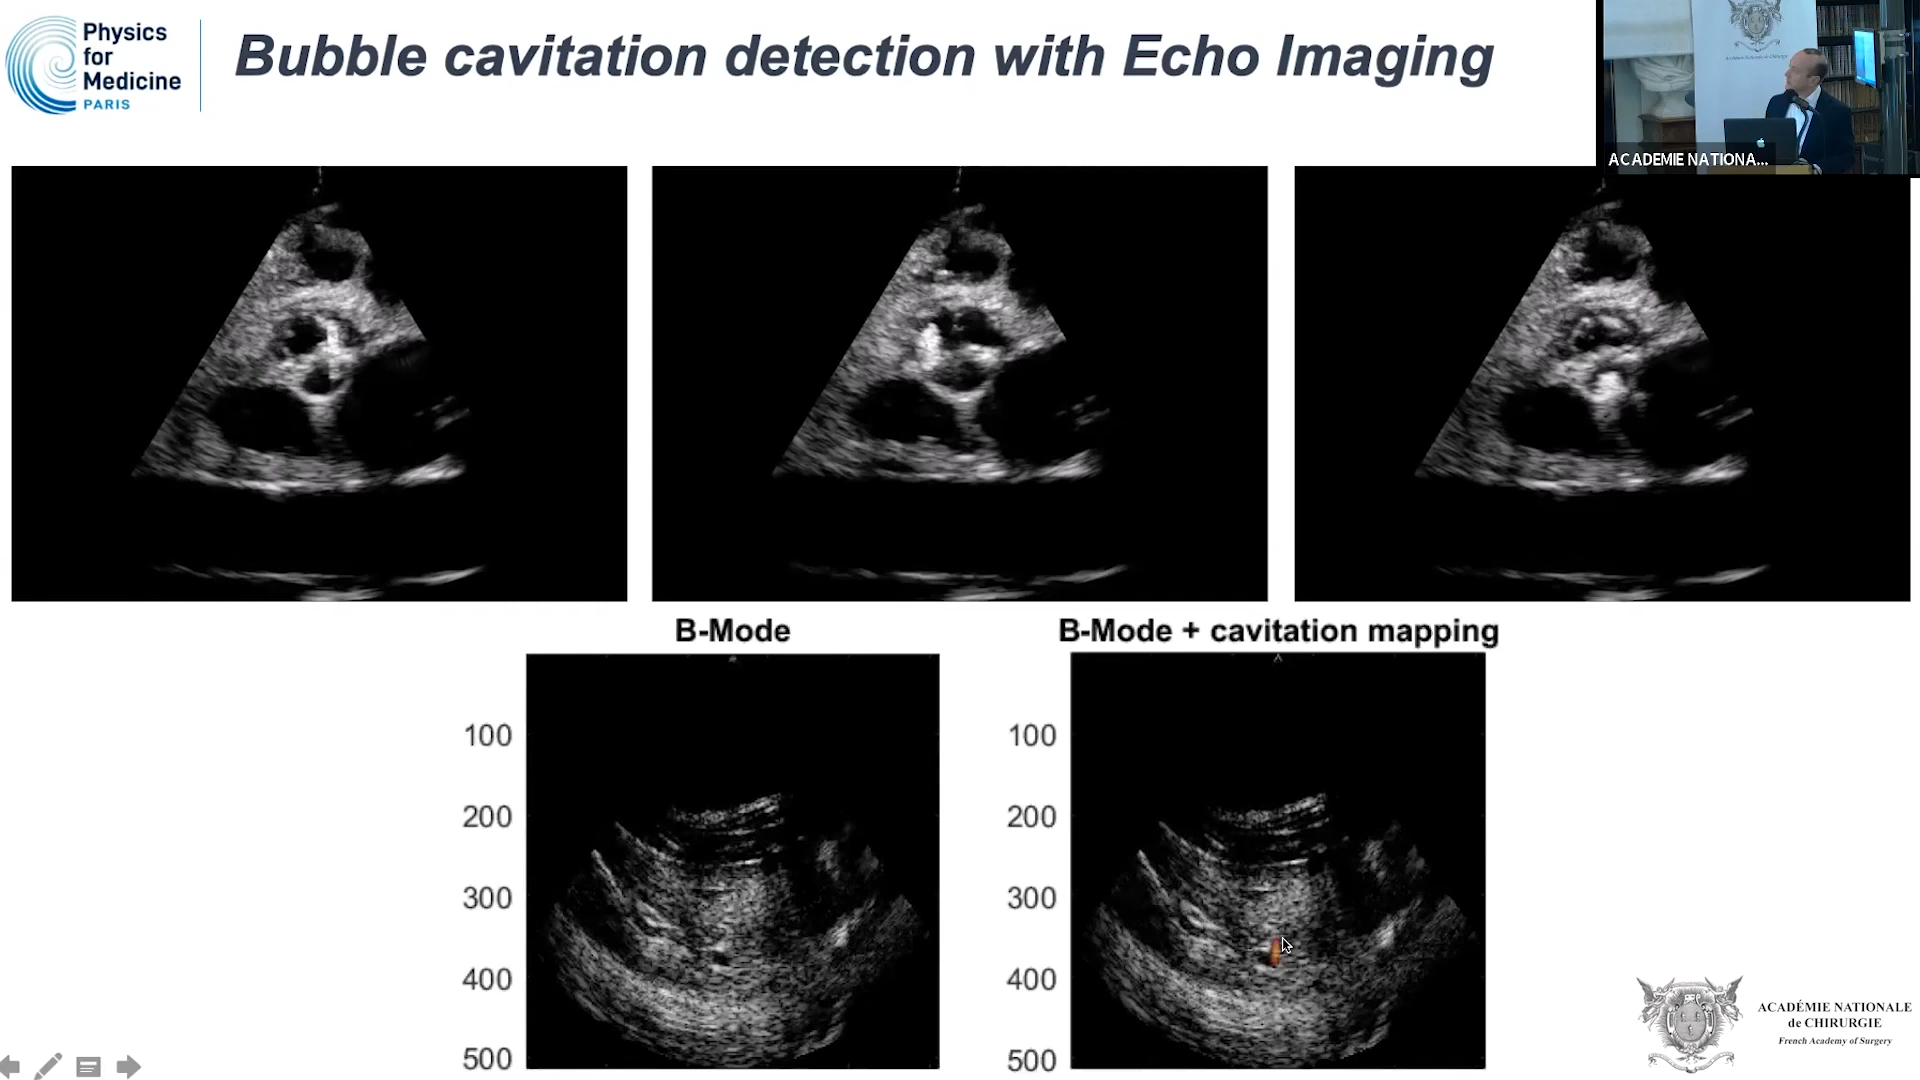 Physics
for
Medicine
PARIS
Bubble cavitation detection with Echo Imaging
ACADEMIE NATIONA...
B-Mode
B-Mode + cavitation mapping
100
200
300
400
500
100
200
300
400
500
ACADÉMIE NATIONALE
de CHIRURGIE
French Academy of Surgery